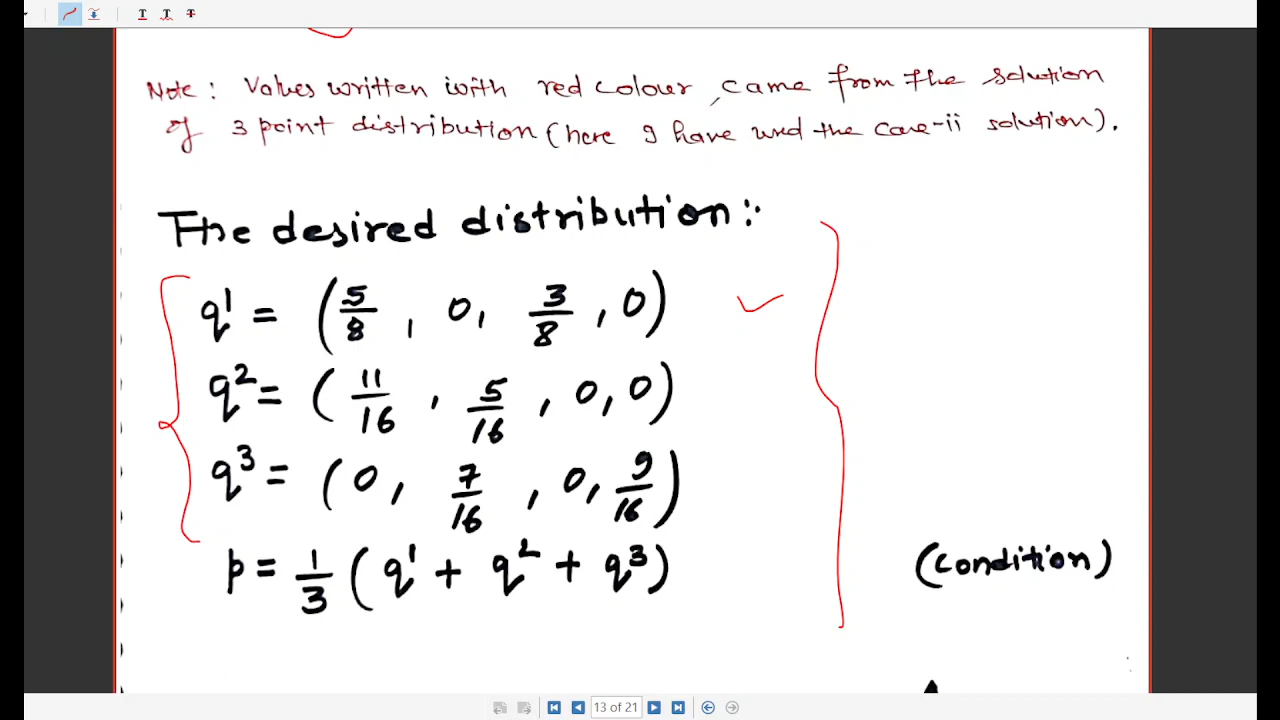 Note: Values written with red colour, came from the solution
of 3 point distribution (here I have used the case-ii solution).
The desired distribution:
q¹ = (5/8, 0, 3/8, 0)
q² = (11/16, 5/16, 0, 0)
q³ = (0, 7/16, 0, 9/16)
p = 1/3 (q¹ + q² + q³)
(condition)
13 of 21